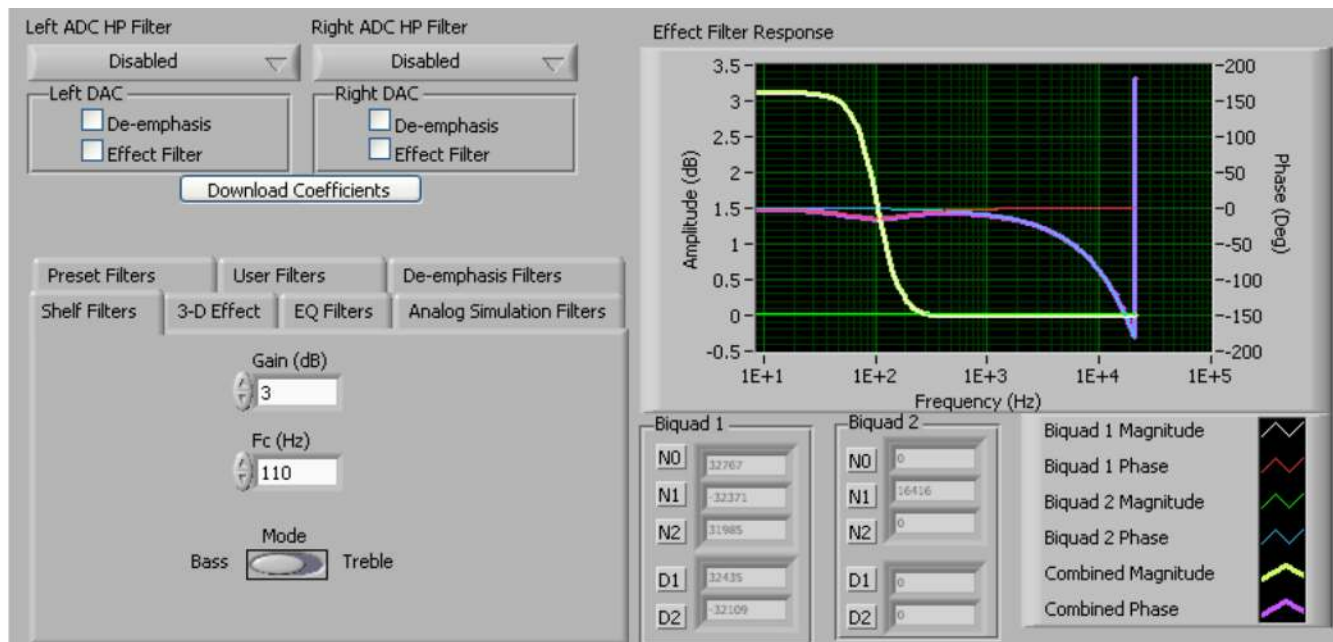 Left ADC HP Filter
Right ADC HP Filter
Disabled
Disabled
Left DAC
De-emphasis
Effect Filter
Right DAC
De-emphasis
Effect Filter
Download Coefficients
Preset Filters
User Filters
De-emphasis Filters
Shelf Filters
3-D Effect
EQ Filters
Analog Simulation Filters
Gain (dB)
3
Fc (Hz)
110
Mode
Bass
Treble
Effect Filter Response
Amplitude (dB)
3.5
3
2.5
2
1.5
1
0.5
0
-0.5
200
150
100
50
0
-50
-100
-150
-200
Phase (Deg)
1E+1
1E+2
1E+3
1E+4
1E+5
Frequency (Hz)
Biquad 1
N0 32767
N1 -32371
N2 31985
D1 32435
D2 -32109
Biquad 2
N0 0
N1 16416
N2 0
D1 0
D2 0
Biquad 1 Magnitude
Biquad 1 Phase
Biquad 2 Magnitude
Biquad 2 Phase
Combined Magnitude
Combined Phase